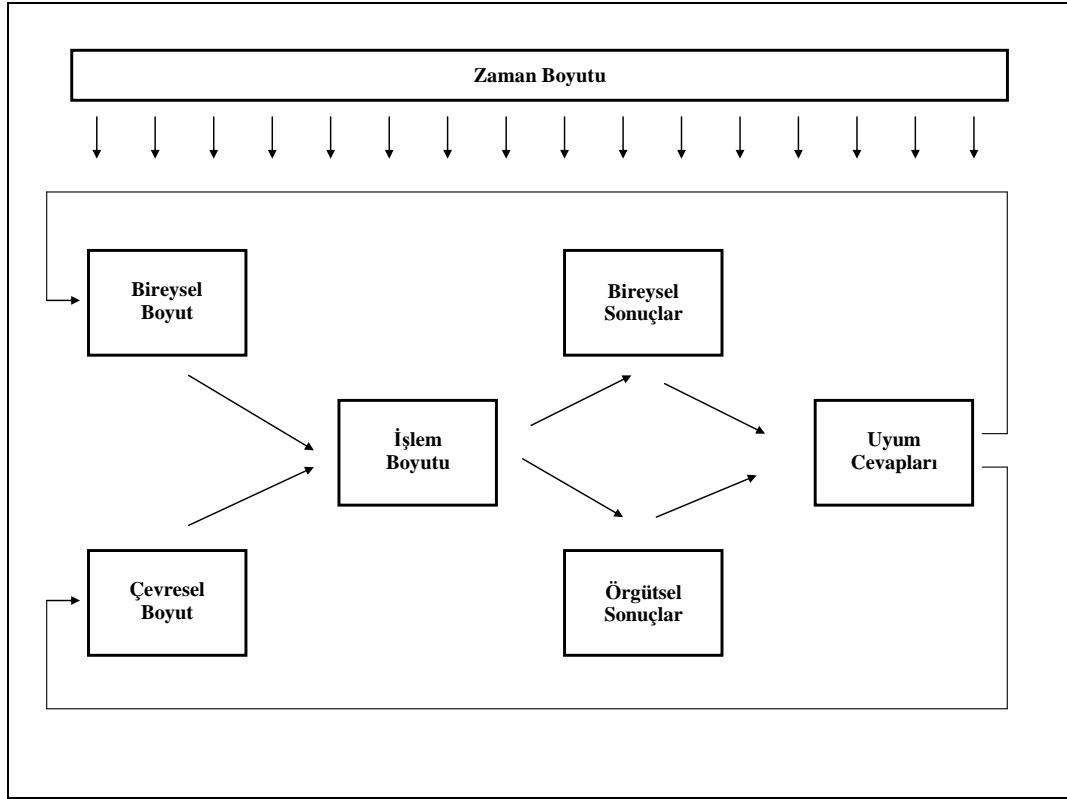 Zaman Boyutu
Bireysel
Boyut
Bireysel
Sonuçlar
İşlem
Boyutu
Uyum
Cevapları
Çevresel
Boyut
Örgütsel
Sonuçlar